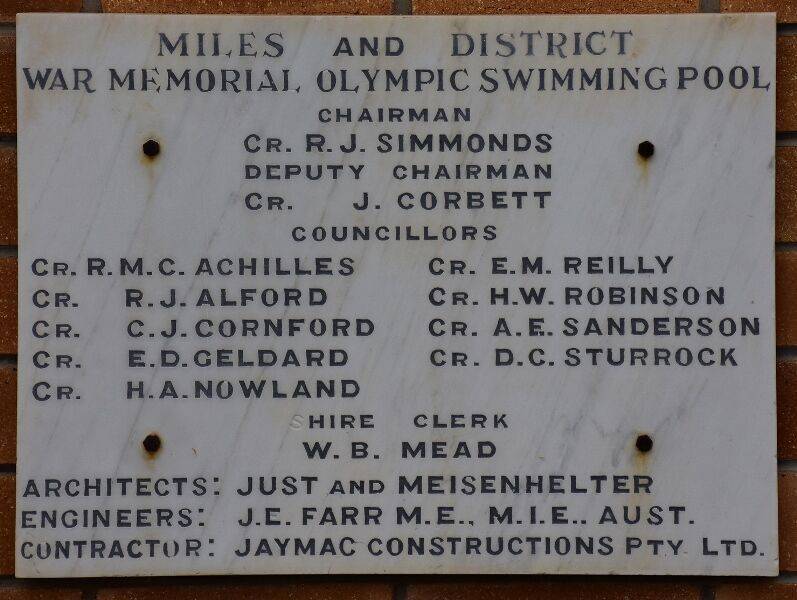 MILES AND DISTRICT
WAR MEMORIAL OLYMPIC SWIMMING POOL
CHAIRMAN
CR. R.J. SIMMONDS
DEPUTY CHAIRMAN
CR. J. CORBETT
COUNCILLORS
CR. R.M.C. ACHILLES CR. E.M. REILLY
CR. R.J. ALFORD CR. H.W. ROBINSON
CR. C.J. CORNFORD CR. A.E. SANDERSON
CR. E.D. GELDARD CR. D.C. STURROCK
CR. H.A. NOWLAND
SHIRE CLERK
W.B. MEAD
ARCHITECTS: JUST AND MEISENHELTER
ENGINEERS: J.E. FARR M.E., M.I.E., AUST.
CONTRACTOR: JAYMAC CONSTRUCTIONS PTY LTD.